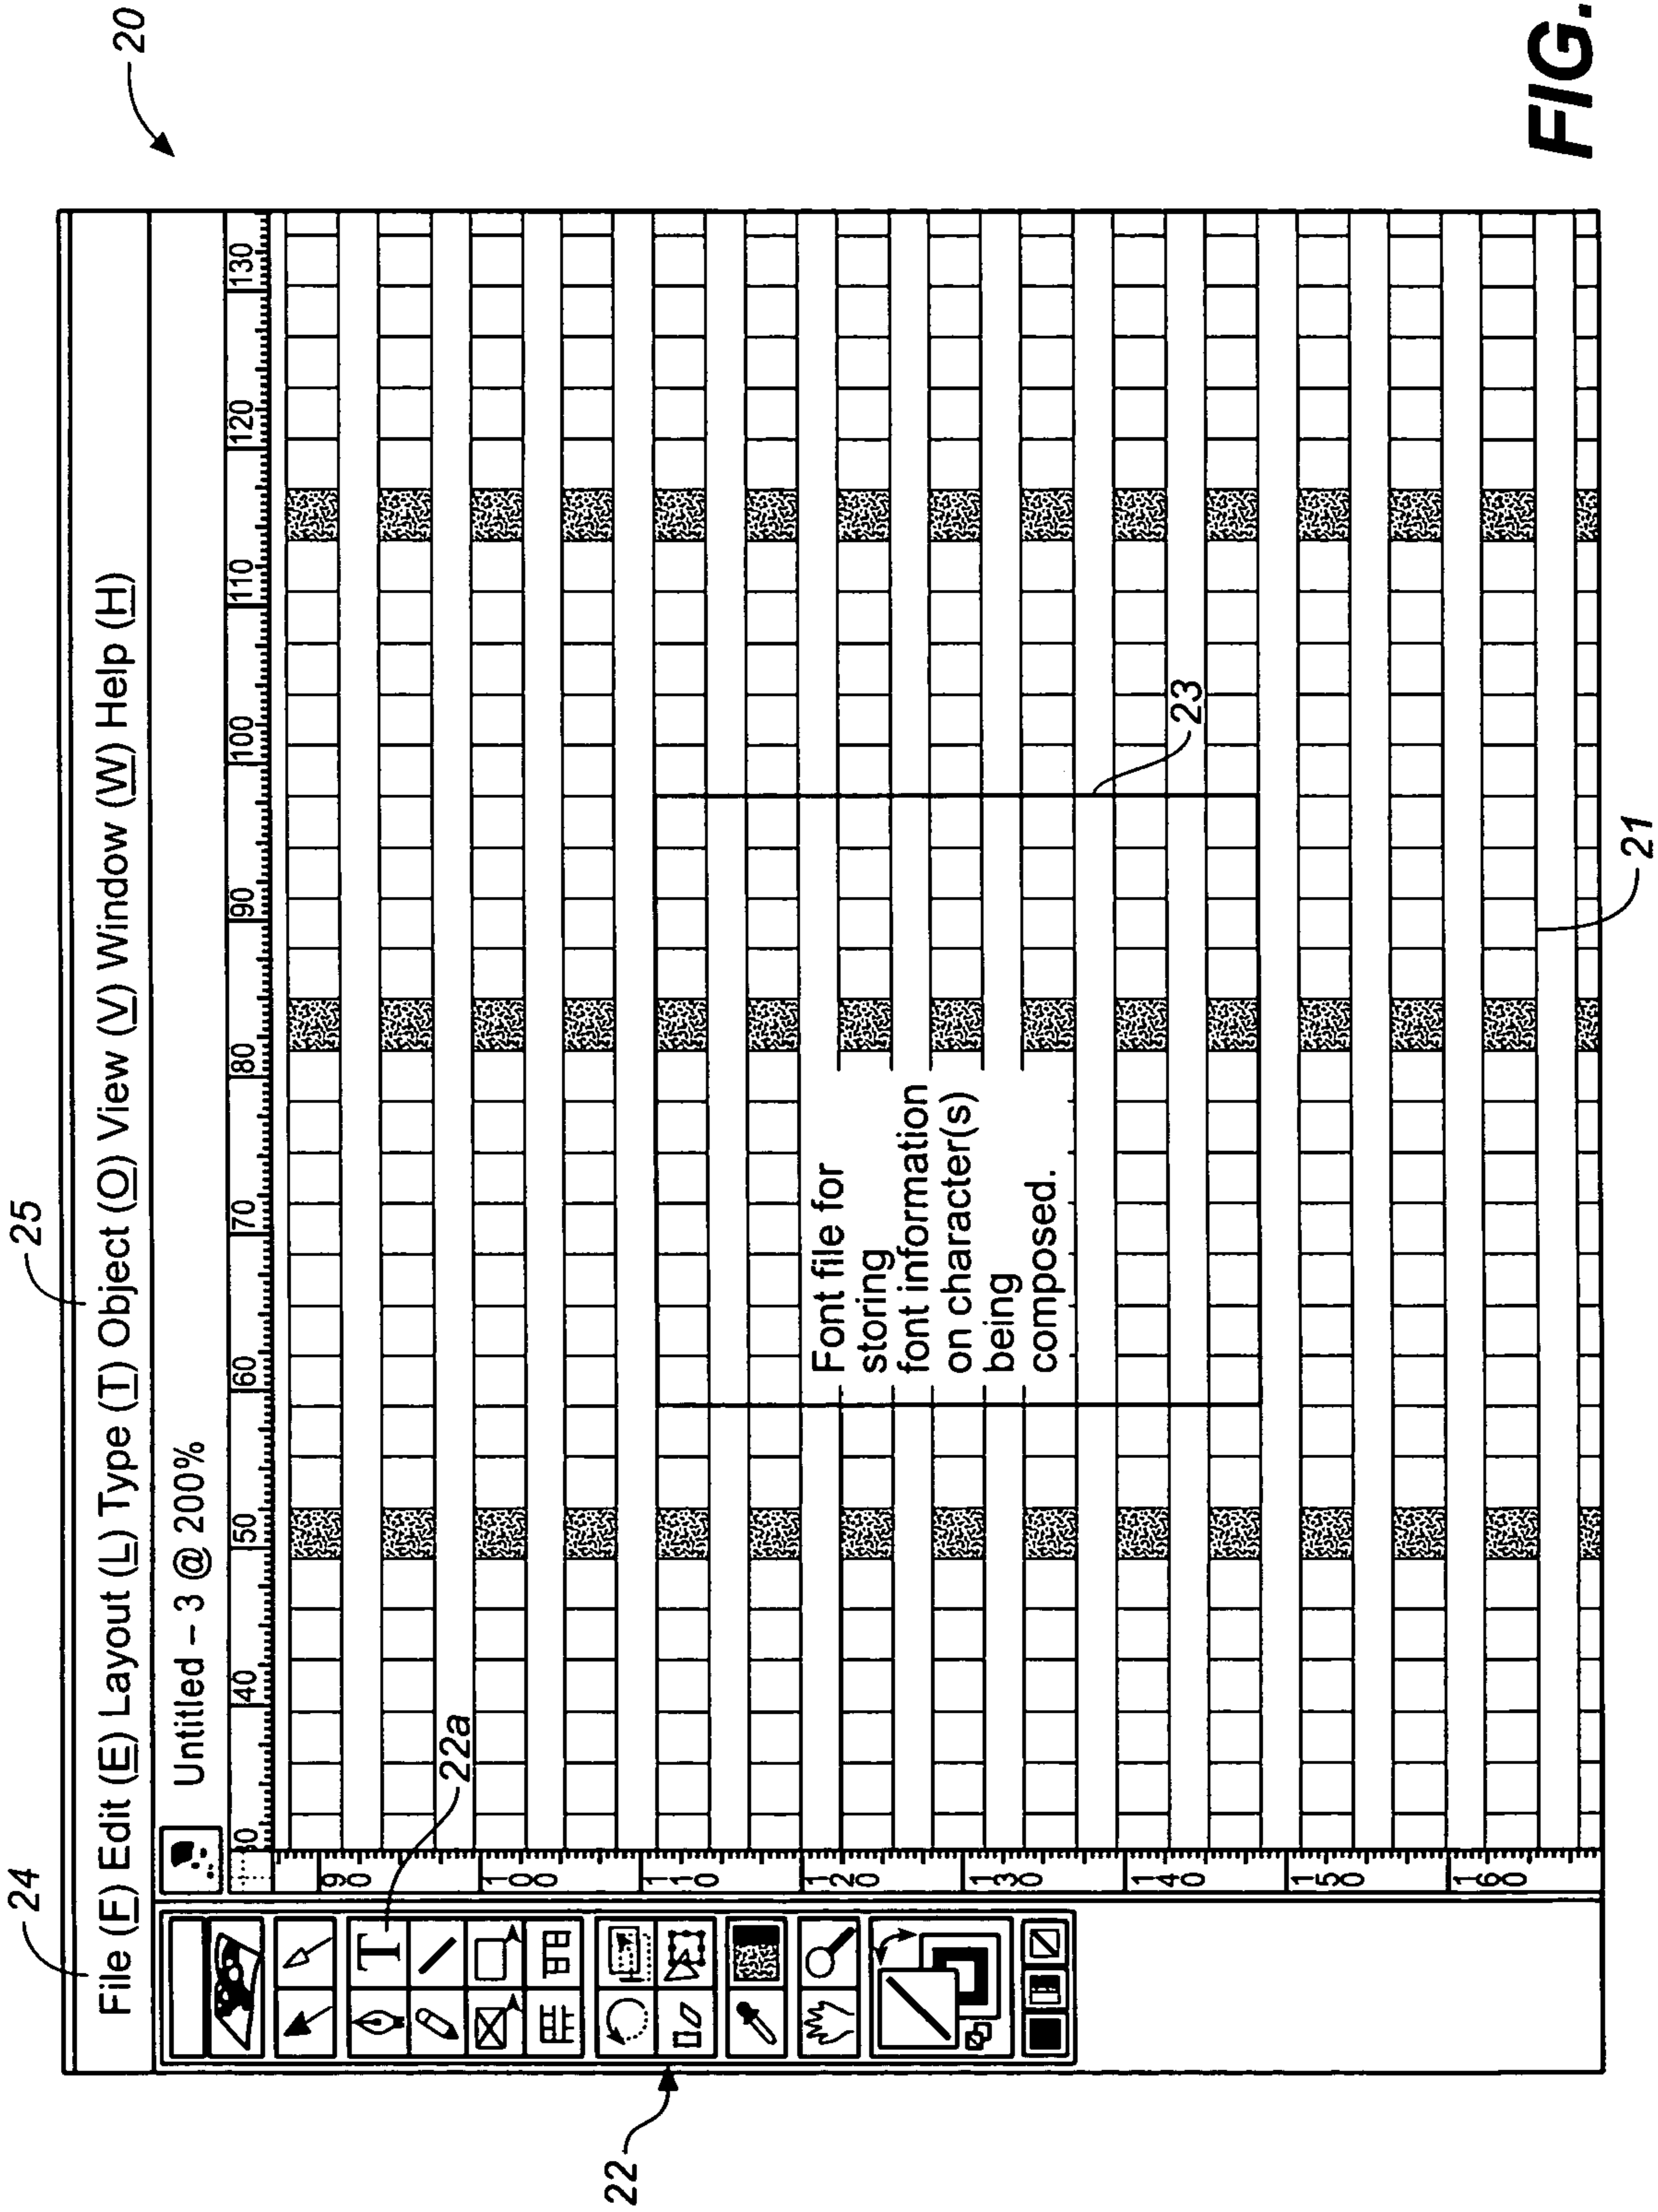 20
25
24
File (F) Edit (E) Layout (L) Type (T) Object (O) View (V) Window (W) Help (H)
Untitled – 3 @ 200%
30 40 50 60 70 80 90 100 110 120 130
90
100
110
120
130
140
150
160
T
22a
22
Font file for
storing
font information
on character(s)
being
composed.
23
21
FIG.